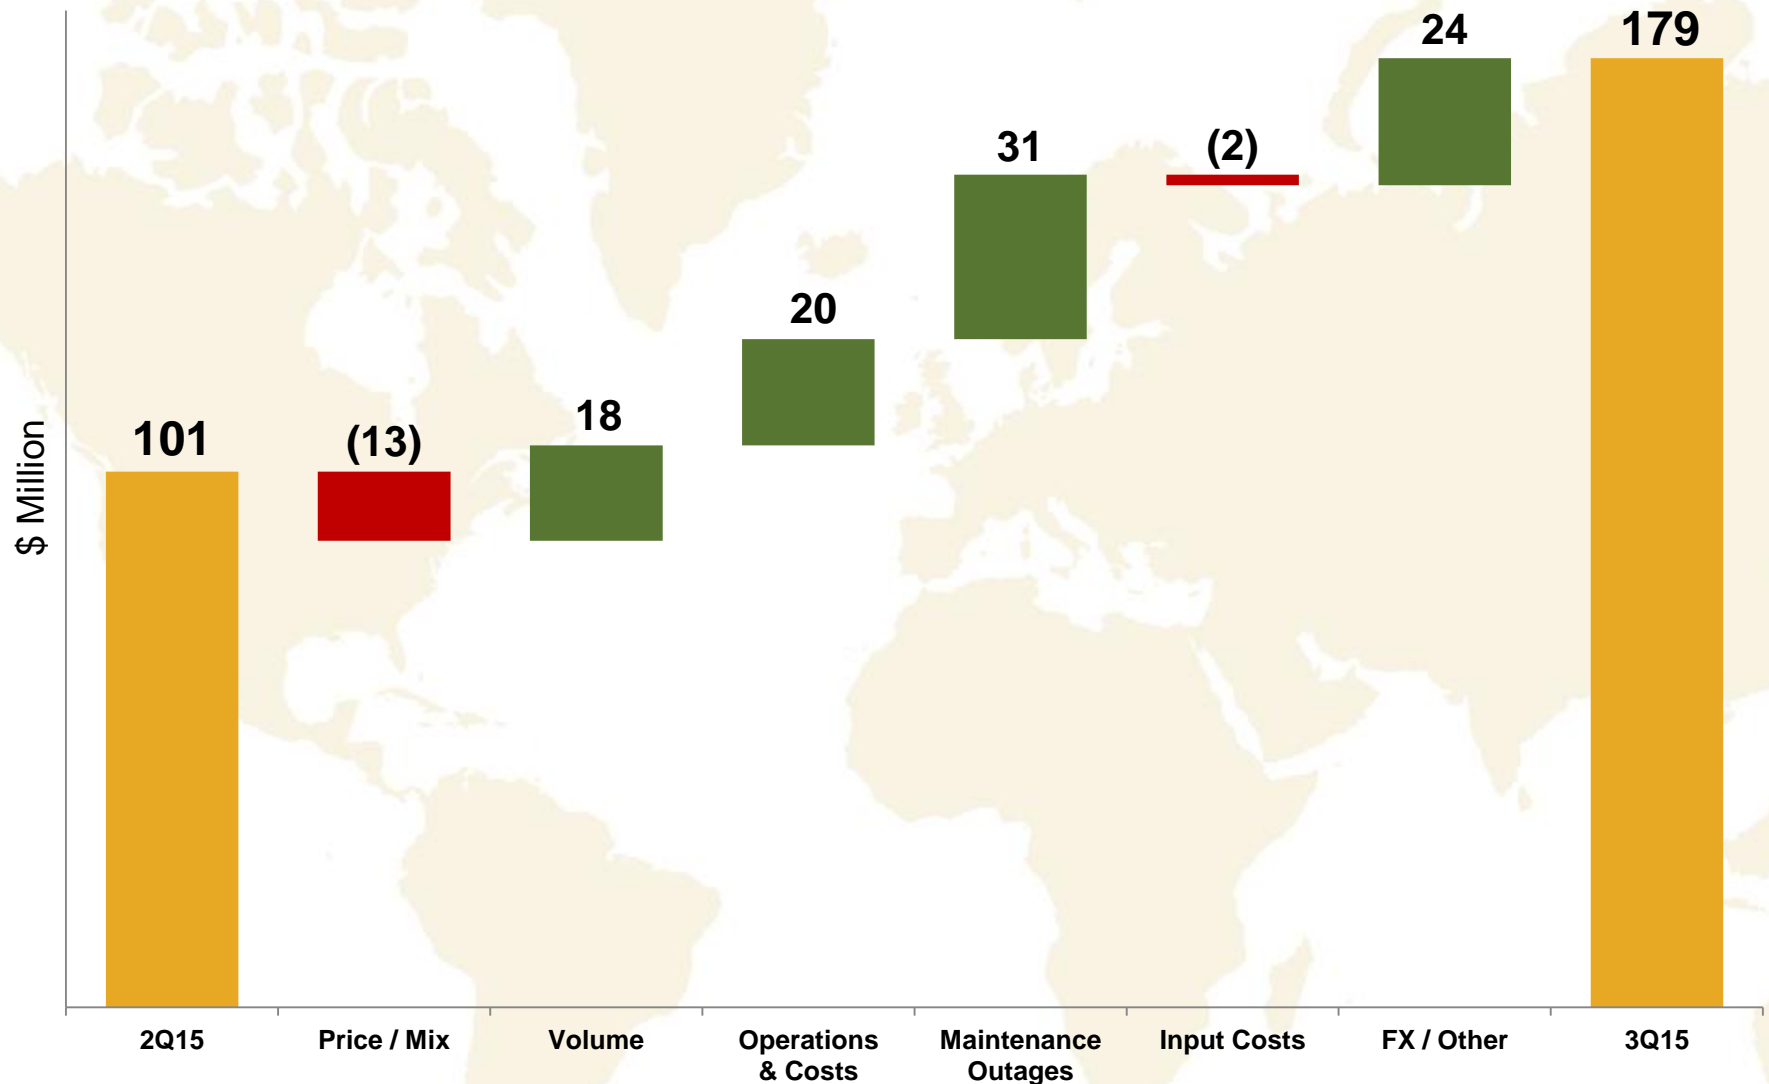 $ Million
101
(13)
18
20
31
(2)
24
179
2Q15
Price / Mix
Volume
Operations
& Costs
Maintenance
Outages
Input Costs
FX / Other
3Q15